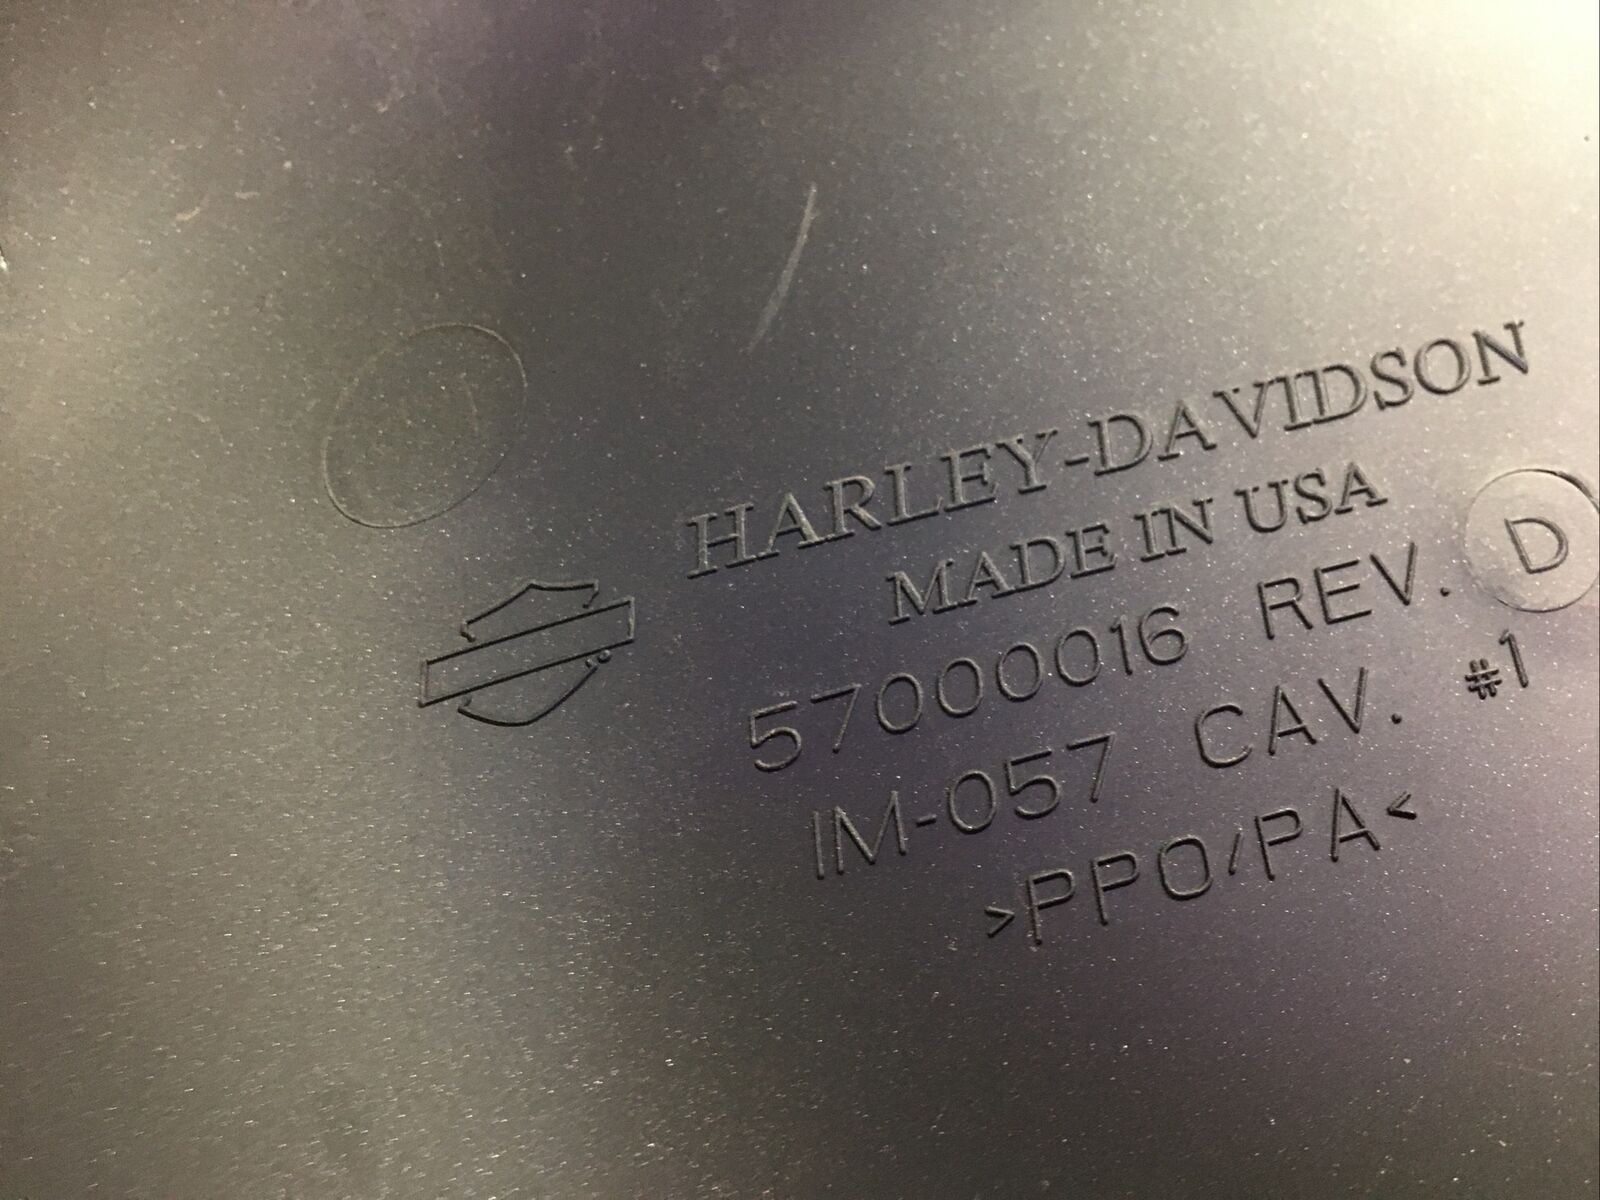 HARLEY-DAVIDSON
MADE IN USA
57000016 REV. D
IM-057 CAV. #1
>PPO/PA<